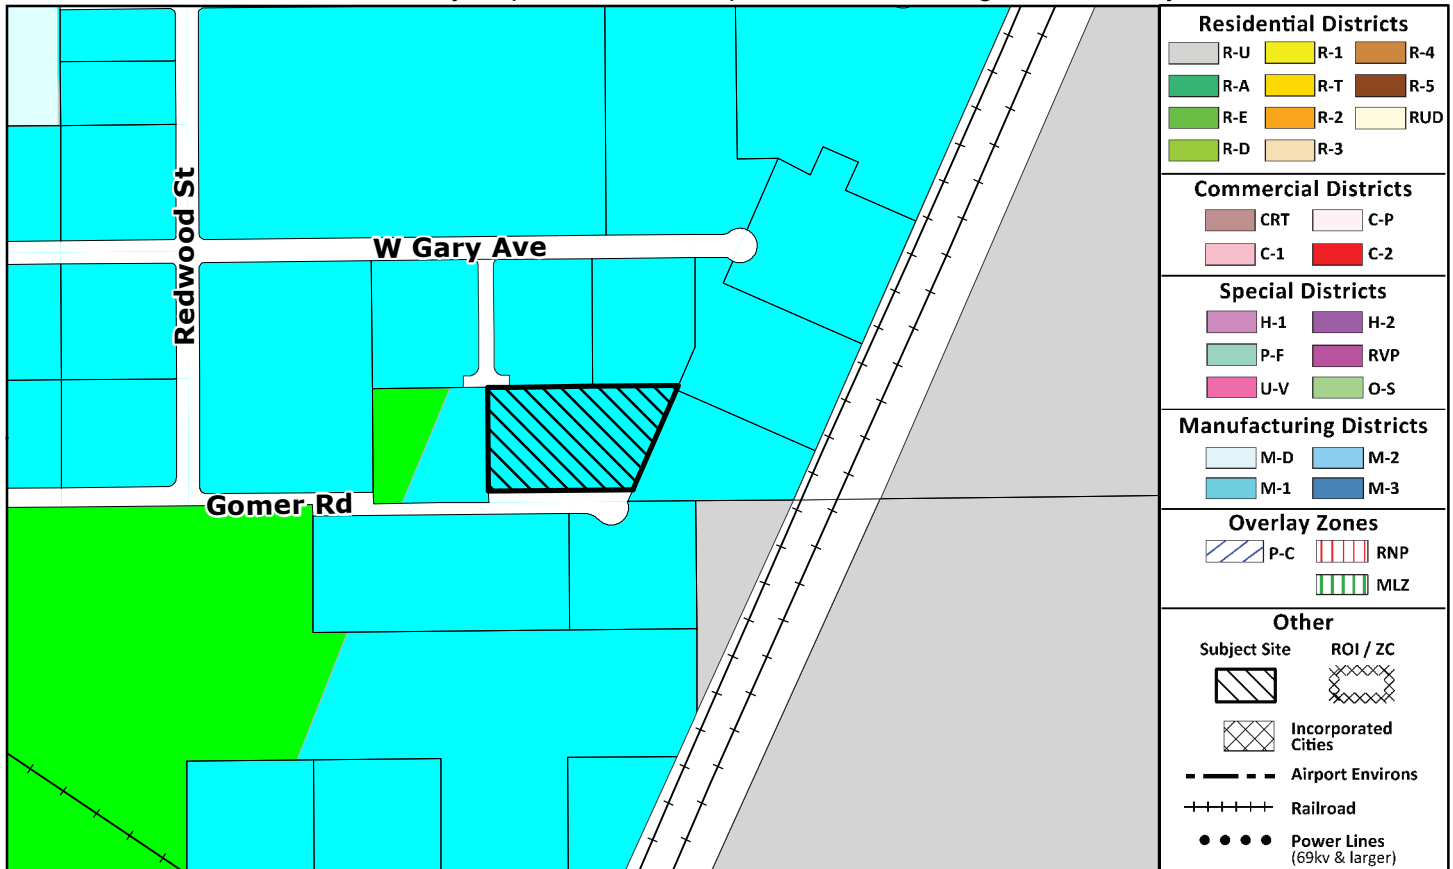 Redwood St
W Gary Ave
Gomer Rd
Residential Districts
R-U R-1 R-4
R-A R-T R-5
R-E R-2 RUD
R-D R-3
Commercial Districts
CRT C-P
C-1 C-2
Special Districts
H-1 H-2
P-F RVP
U-V O-S
Manufacturing Districts
M-D M-2
M-1 M-3
Overlay Zones
P-C RNP
MLZ
Other
Subject Site ROI / ZC
Incorporated
Cities
Airport Environs
Railroad
Power Lines
(69kv & larger)